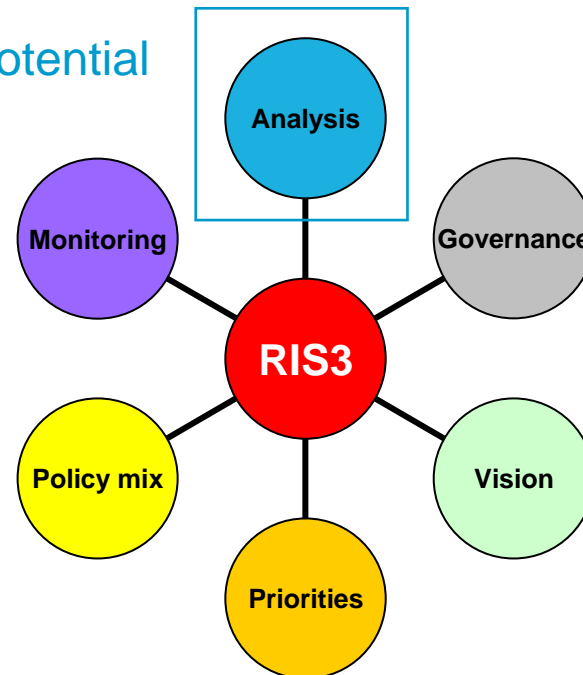 otential
Analysis
Monitoring
Governance
RIS3
Policy mix
Vision
Priorities